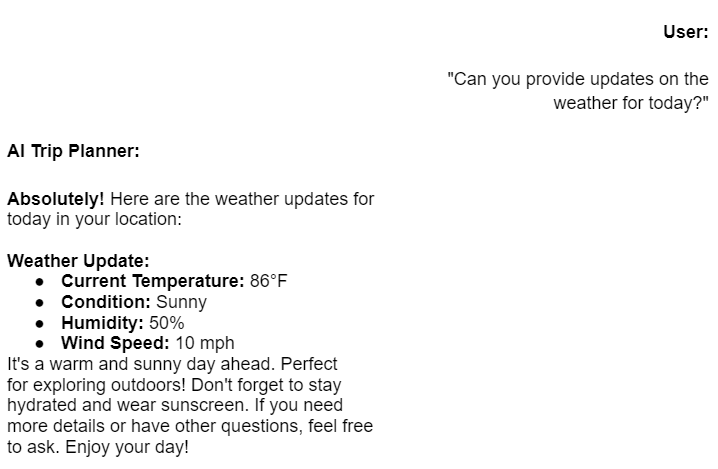 User:
"Can you provide updates on the
weather for today?"
AI Trip Planner:
Absolutely! Here are the weather updates for
today in your location:
Weather Update:
● Current Temperature: 86°F
● Condition: Sunny
● Humidity: 50%
● Wind Speed: 10 mph
It's a warm and sunny day ahead. Perfect
for exploring outdoors! Don't forget to stay
hydrated and wear sunscreen. If you need
more details or have other questions, feel free
to ask. Enjoy your day!